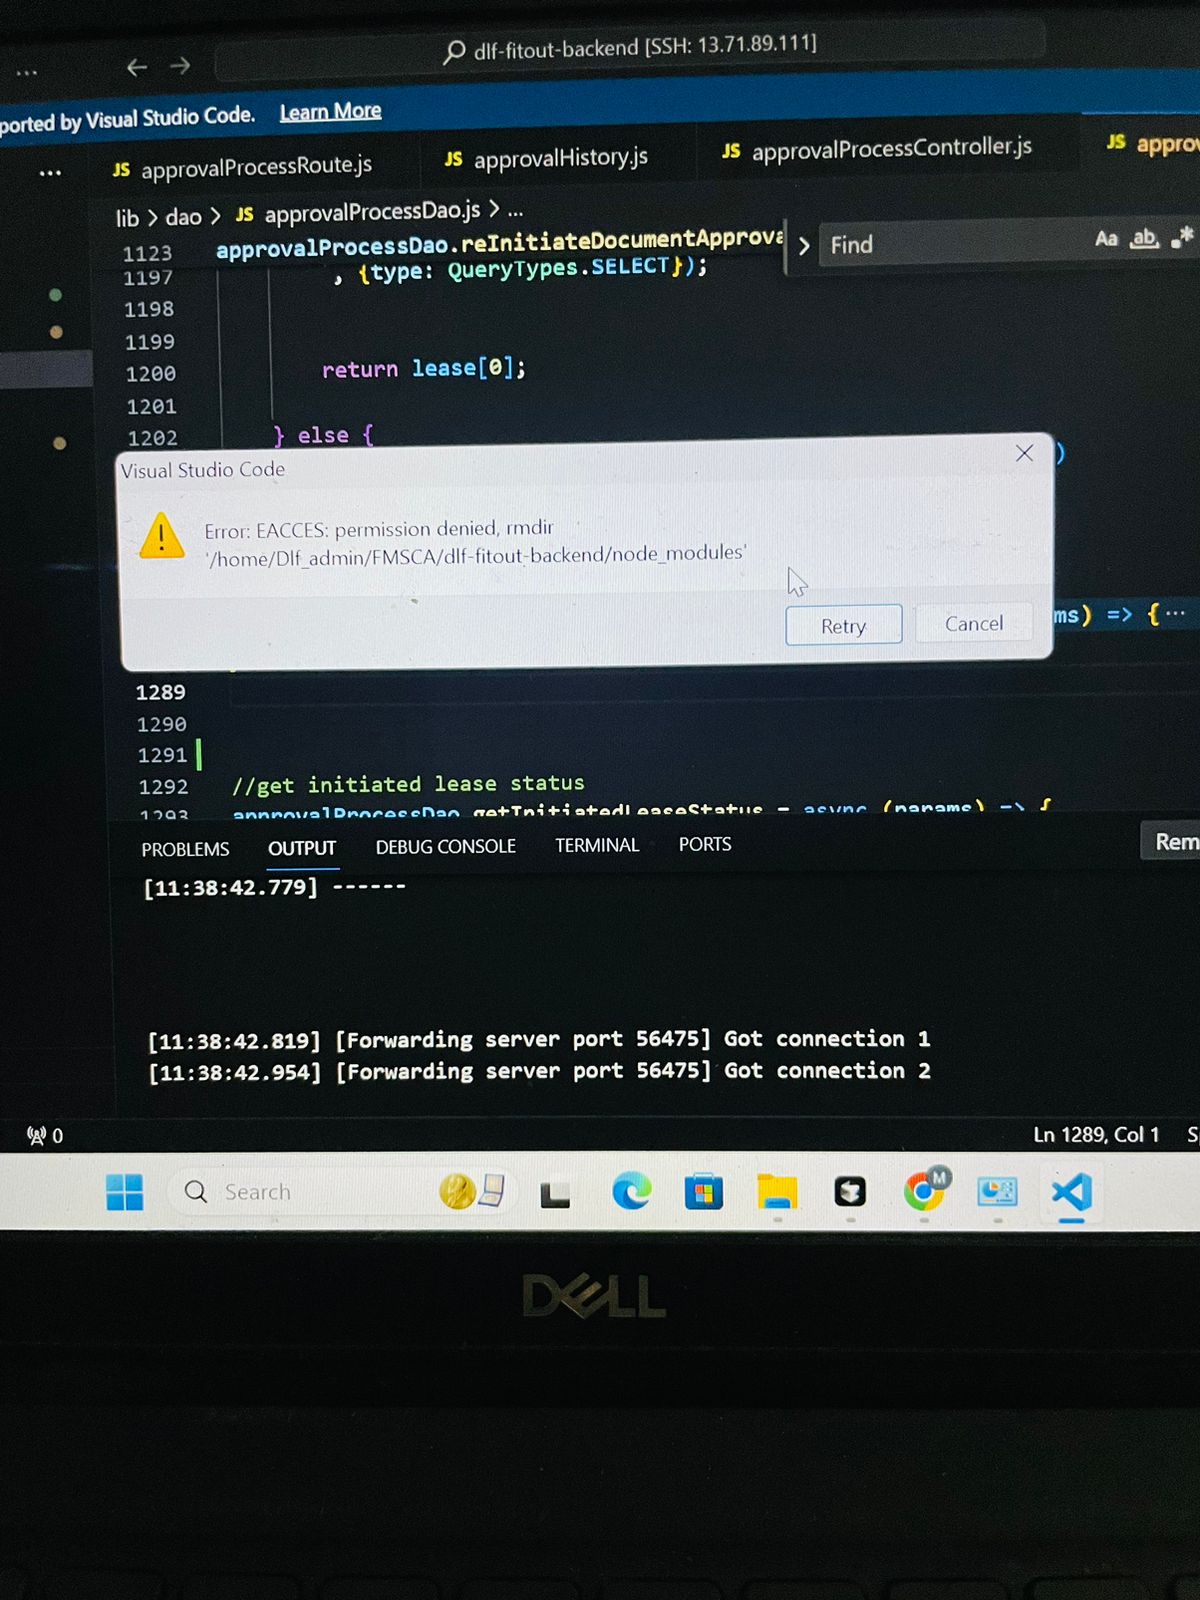 ... ← → dlf-fitout-backend [SSH: 13.71.89.111]
ported by Visual Studio Code. Learn More
... JS approvalProcessRoute.js JS approvalHistory.js JS approvalProcessController.js JS approv
lib > dao > JS approvalProcessDao.js > ...
1123 approvalProcessDao.reInitiateDocumentApprova
> Find Aa ab .*
1197 , {type: QueryTypes.SELECT});
1198
1199
1200 return lease[0];
1201
1202 } else {
)
Visual Studio Code
Error: EACCES: permission denied, rmdir
'/home/Dlf_admin/FMSCA/dlf-fitout-backend/node_modules'
Retry Cancel
ms) => {...
1289
1290
1291
1292 //get initiated lease status
1293 approvalProcessDao.getInitiatedLeaseStatus = async (params) => {
PROBLEMS OUTPUT DEBUG CONSOLE TERMINAL PORTS Rem
[11:38:42.779] ------
[11:38:42.819] [Forwarding server port 56475] Got connection 1
[11:38:42.954] [Forwarding server port 56475] Got connection 2
0 Ln 1289, Col 1 S
Search M
DELL